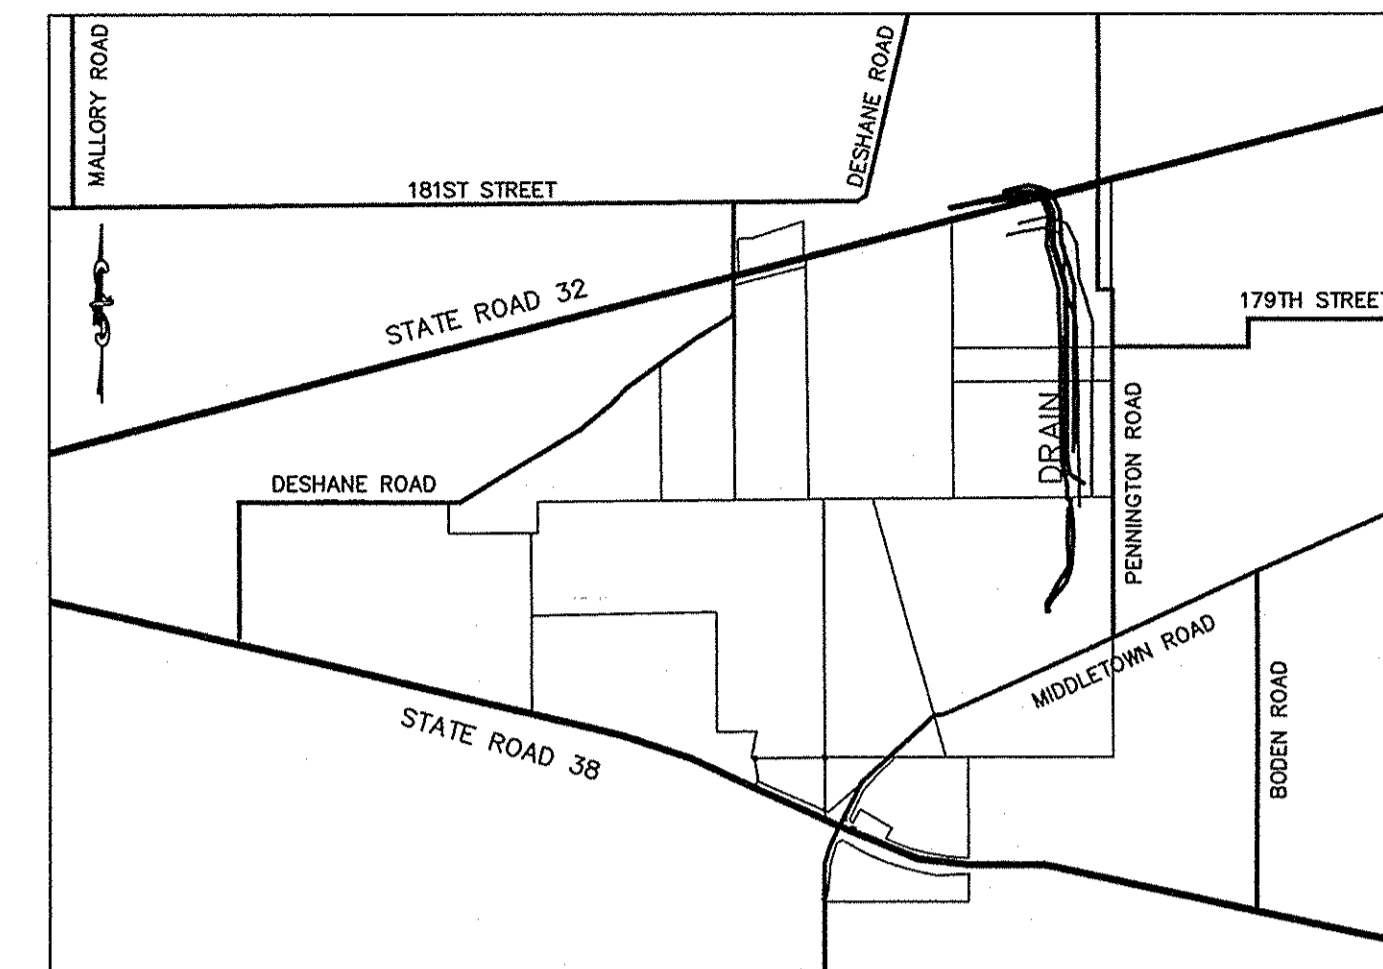 MALLORY ROAD
DESHANE ROAD
181ST STREET
STATE ROAD 32
179TH STREET
DRAIN
PENNINGTON ROAD
DESHANE ROAD
MIDDLETOWN ROAD
STATE ROAD 38
BODEN ROAD